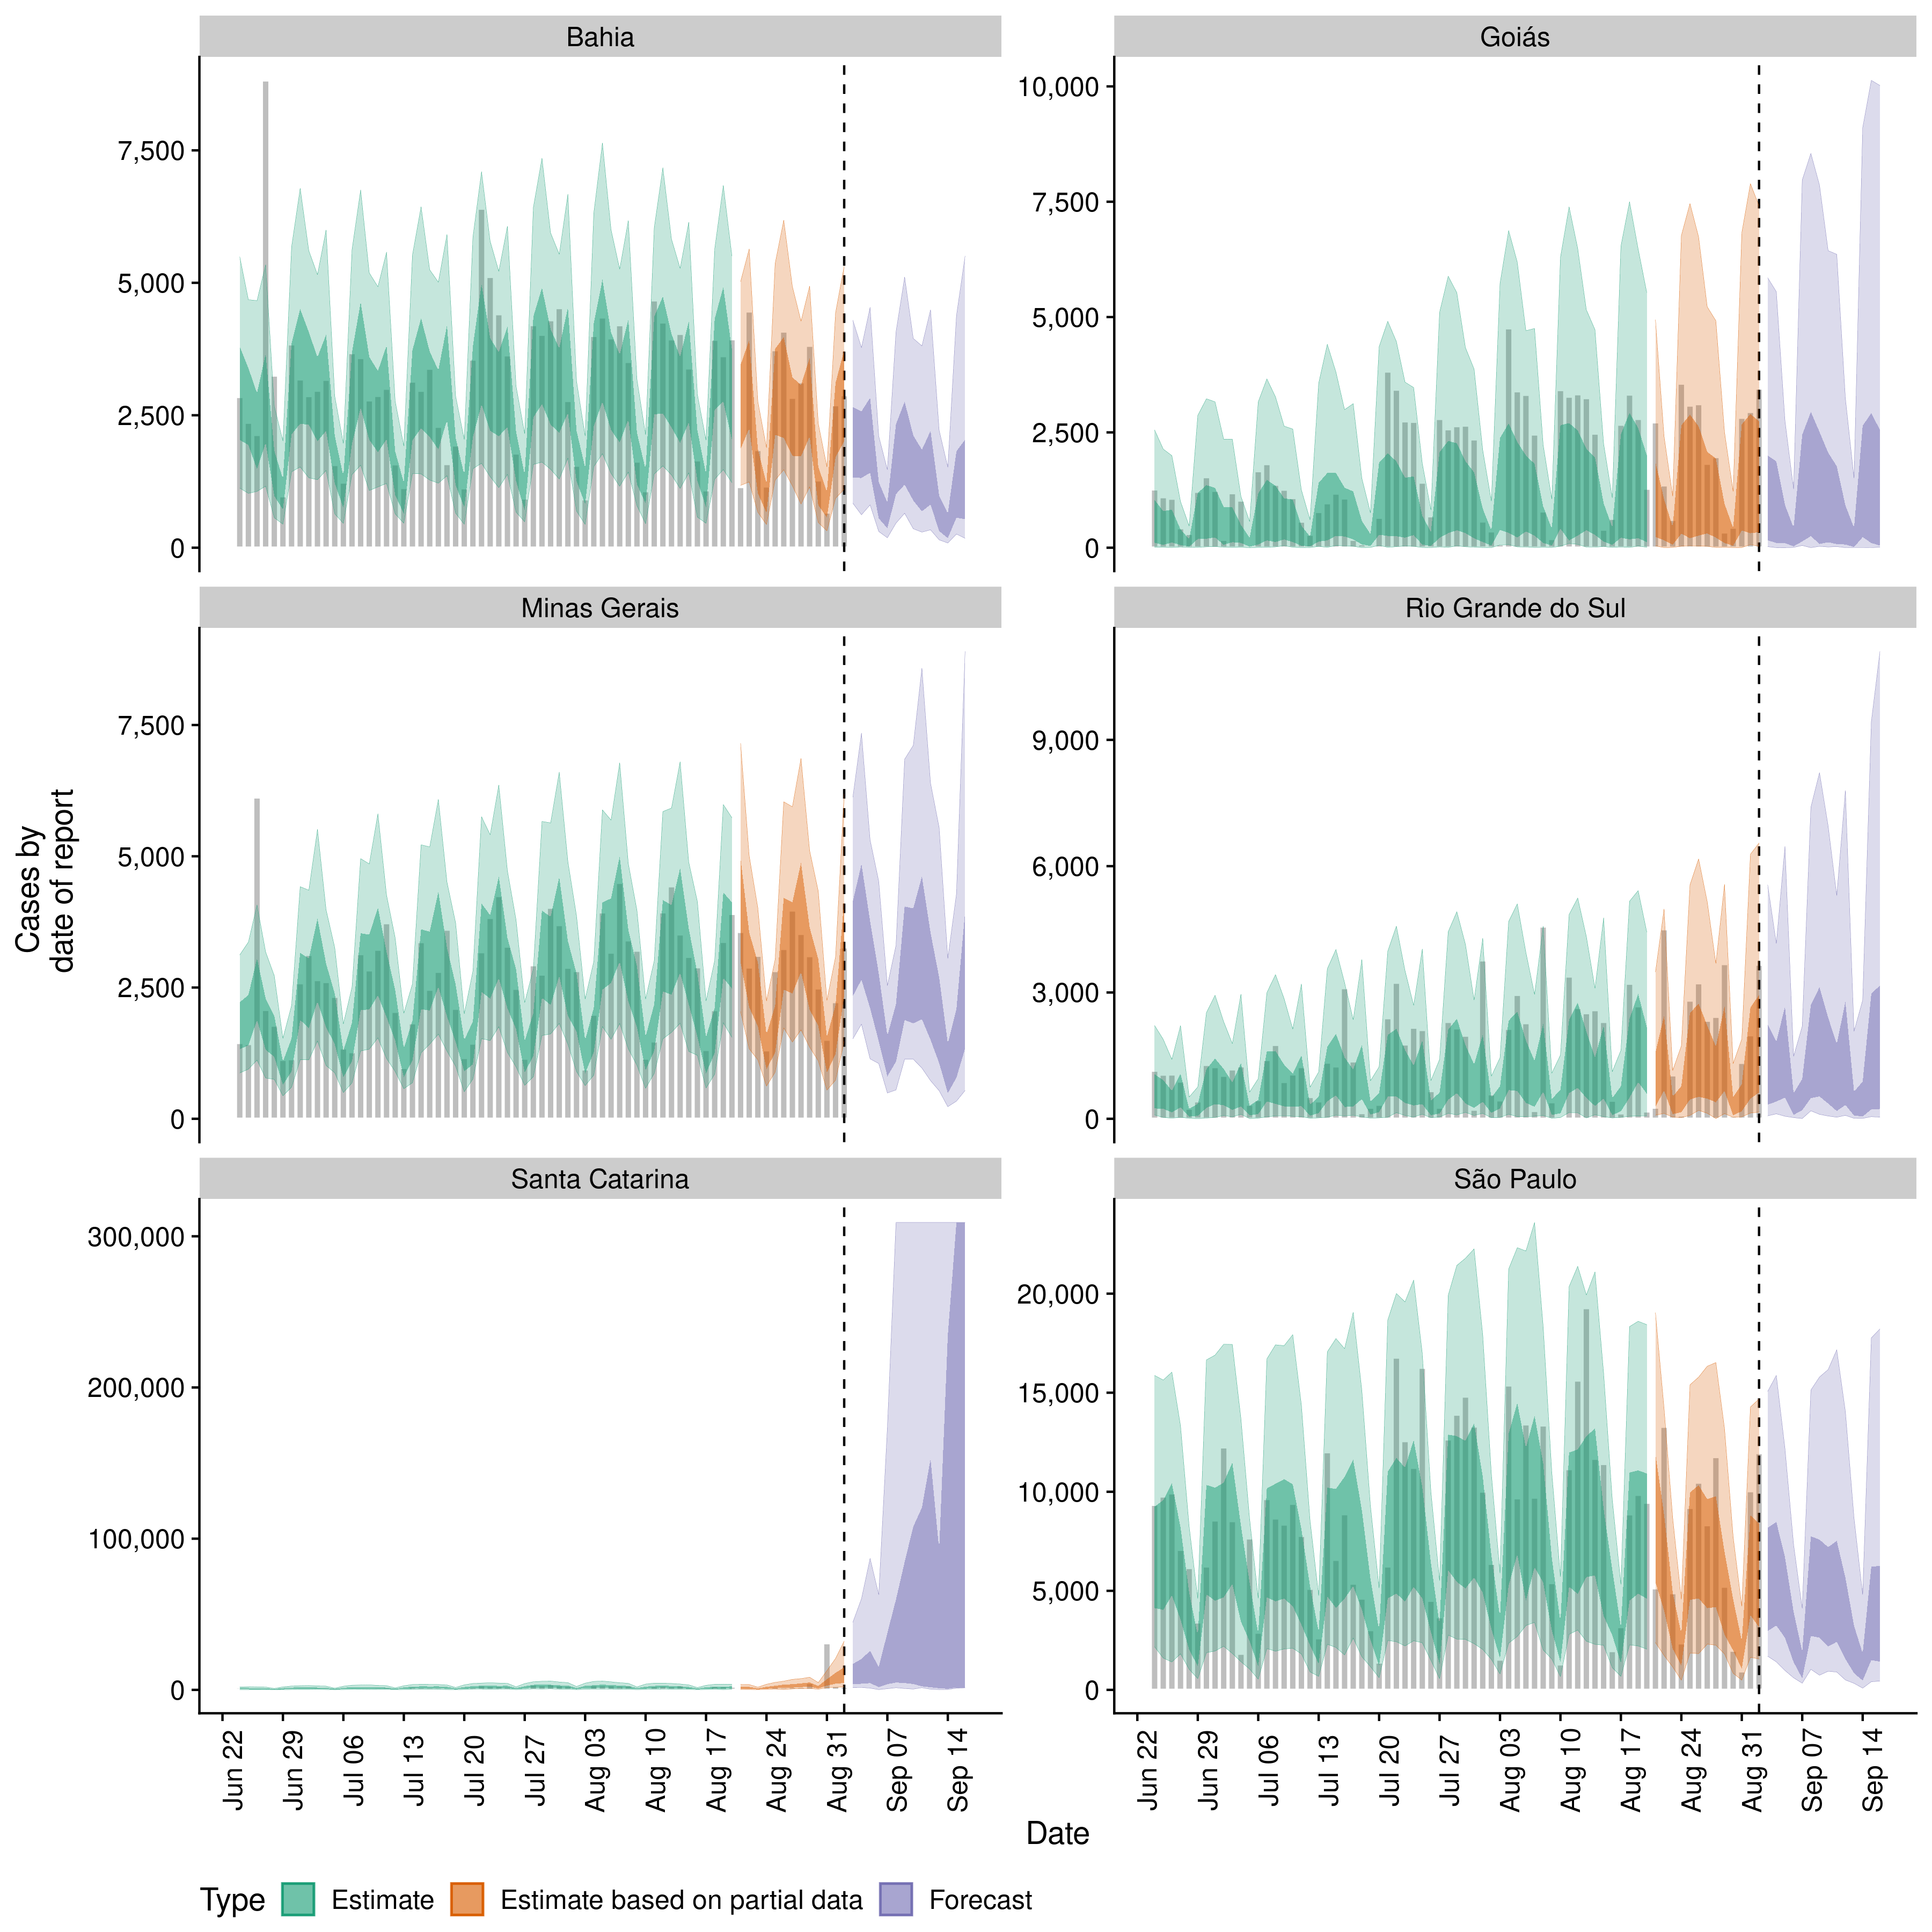 Bahia
Goiás
7,500
5,000
2,500
0
10,000
7,500
5,000
2,500
0
Minas Gerais
Rio Grande do Sul
7,500
5,000
2,500
0
9,000
6,000
3,000
0
Santa Catarina
São Paulo
300,000
200,000
100,000
0
20,000
15,000
10,000
5,000
0
Cases by
date of report
Jun 22
Jun 29
Jul 06
Jul 13
Jul 20
Jul 27
Aug 03
Aug 10
Aug 17
Aug 24
Aug 31
Sep 07
Sep 14
Jun 22
Jun 29
Jul 06
Jul 13
Jul 20
Jul 27
Aug 03
Aug 10
Aug 17
Aug 24
Aug 31
Sep 07
Sep 14
Date
Type Estimate Estimate based on partial data Forecast